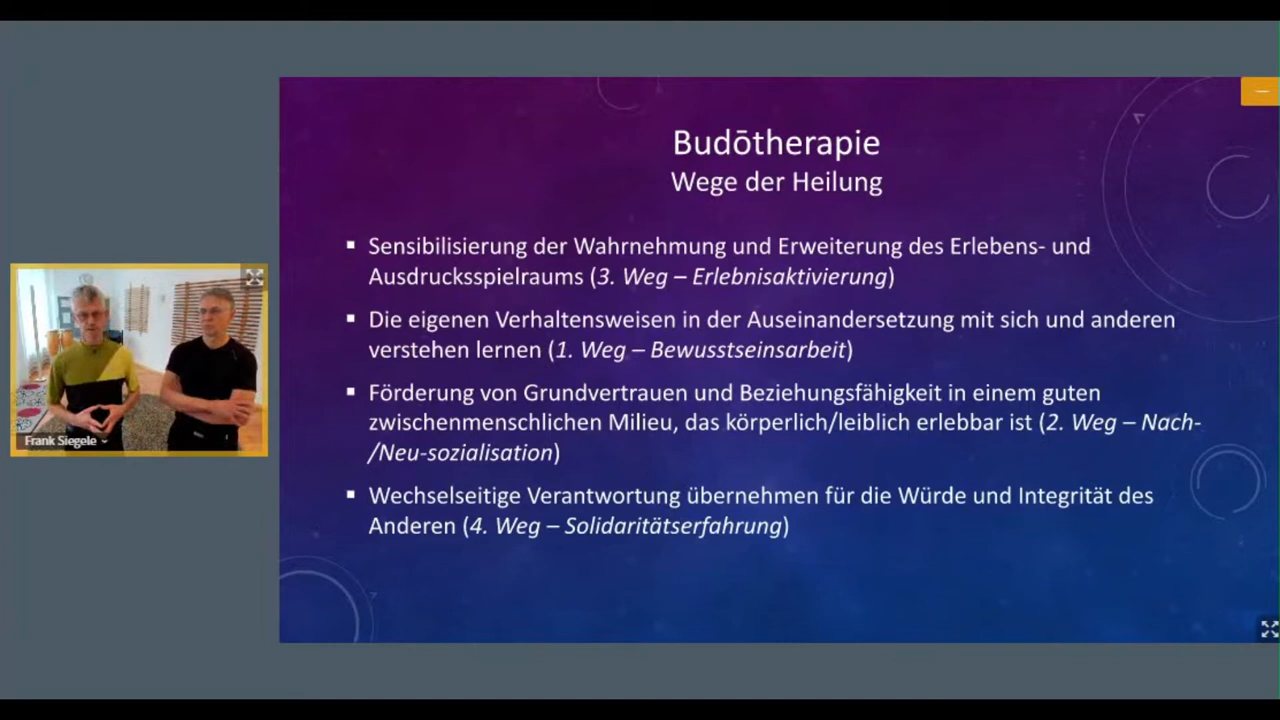 Budōtherapie
Wege der Heilung
▪ Sensibilisierung der Wahrnehmung und Erweiterung des Erlebens- und
Ausdrucksspielraums (3. Weg – Erlebnisaktivierung)
▪ Die eigenen Verhaltensweisen in der Auseinandersetzung mit sich und anderen
verstehen lernen (1. Weg – Bewusstseinsarbeit)
▪ Förderung von Grundvertrauen und Beziehungsfähigkeit in einem guten
zwischenmenschlichen Milieu, das körperlich/leiblich erlebbar ist (2. Weg – Nach-
/Neu-sozialisation)
▪ Wechselseitige Verantwortung übernehmen für die Würde und Integrität des
Anderen (4. Weg – Solidaritätserfahrung)
Frank Siegele